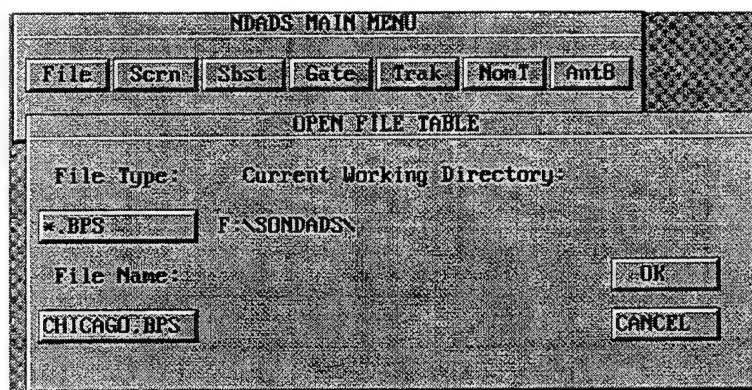 NDADS MAIN MENU
File Scrn Sbst Gate Trak NomT AntB
OPEN FILE TABLE
File Type: Current Working Directory:
*.BPS F:\SONDADS\
File Name: OK
CHICAGO.BPS CANCEL